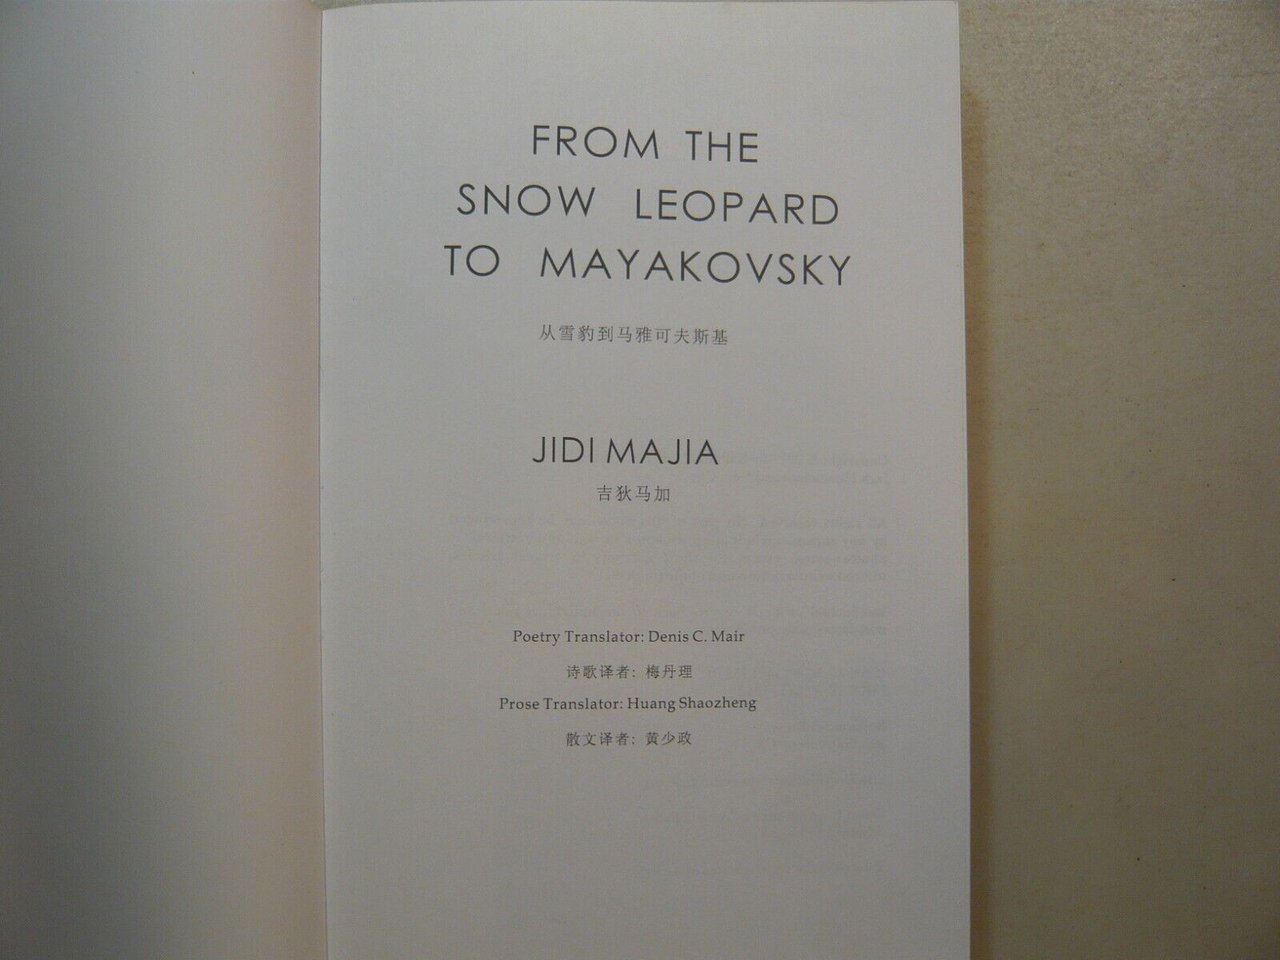 FROM THE
SNOW LEOPARD
TO MAYAKOVSKY
从雪豹到马雅可夫斯基
JIDI MAJIA
吉狄马加
Poetry Translator: Denis C. Mair
诗歌译者：梅丹理
Prose Translator: Huang Shaozheng
散文译者：黄少政